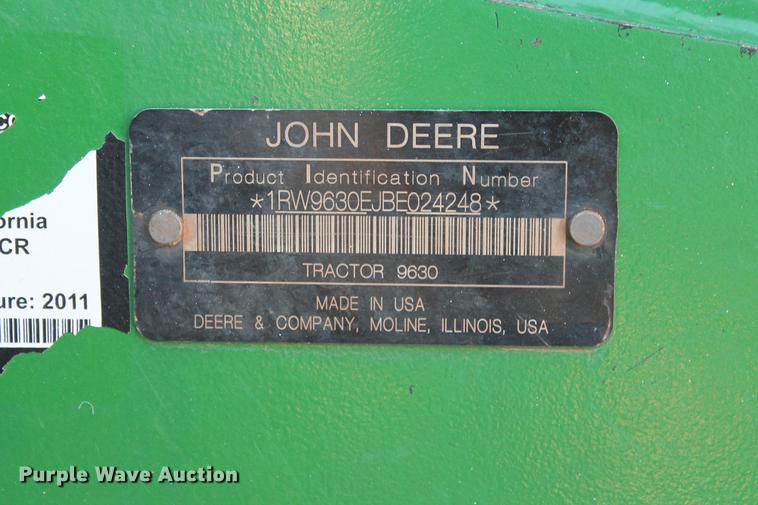 JOHN DEERE
Product Identification Number
*1RW9630EJBE024248*
TRACTOR 9630
MADE IN USA
DEERE & COMPANY, MOLINE, ILLINOIS, USA
ornia
CR
ure: 2011
Purple Wave Auction